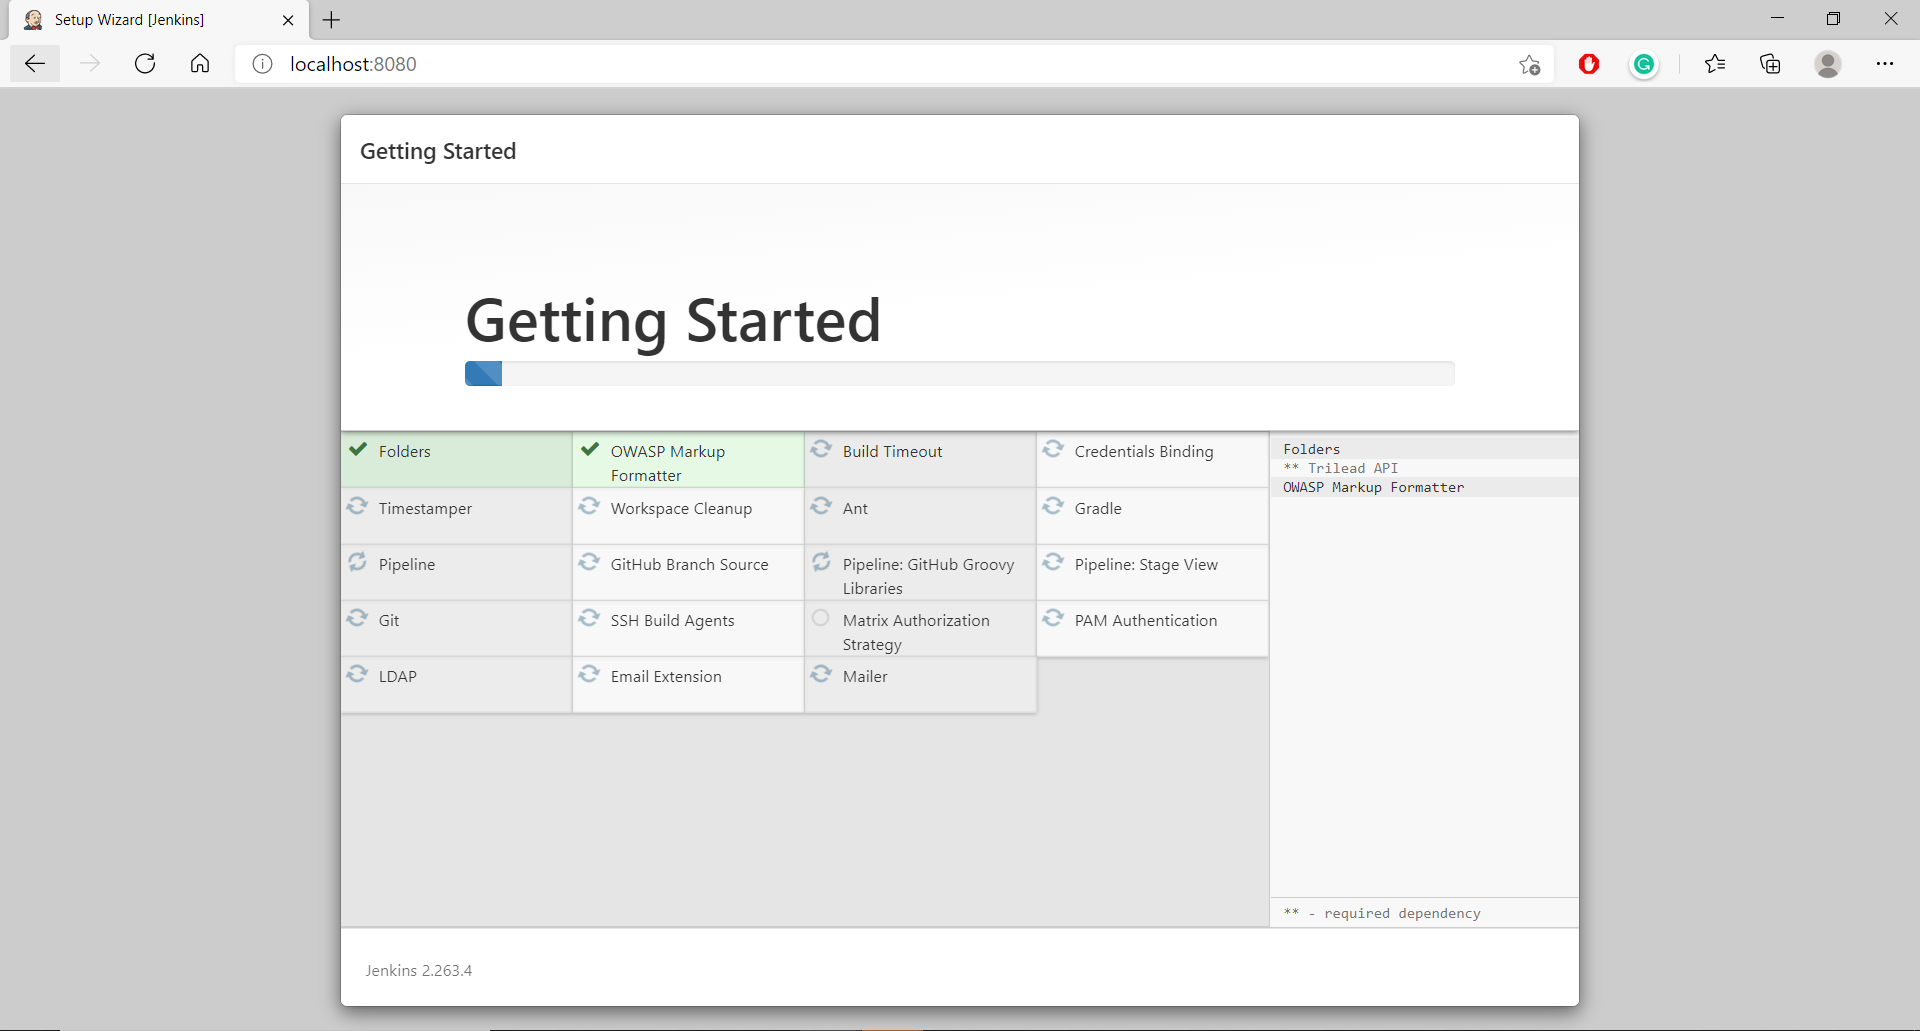 Setup Wizard [Jenkins]
localhost:8080
Getting Started
Getting Started
Folders
OWASP Markup
Formatter
Build Timeout
Credentials Binding
Timestamper
Workspace Cleanup
Ant
Gradle
Pipeline
GitHub Branch Source
Pipeline: GitHub Groovy
Libraries
Pipeline: Stage View
Git
SSH Build Agents
Matrix Authorization
Strategy
PAM Authentication
LDAP
Email Extension
Mailer
Folders
** Trilead API
OWASP Markup Formatter
** - required dependency
Jenkins 2.263.4